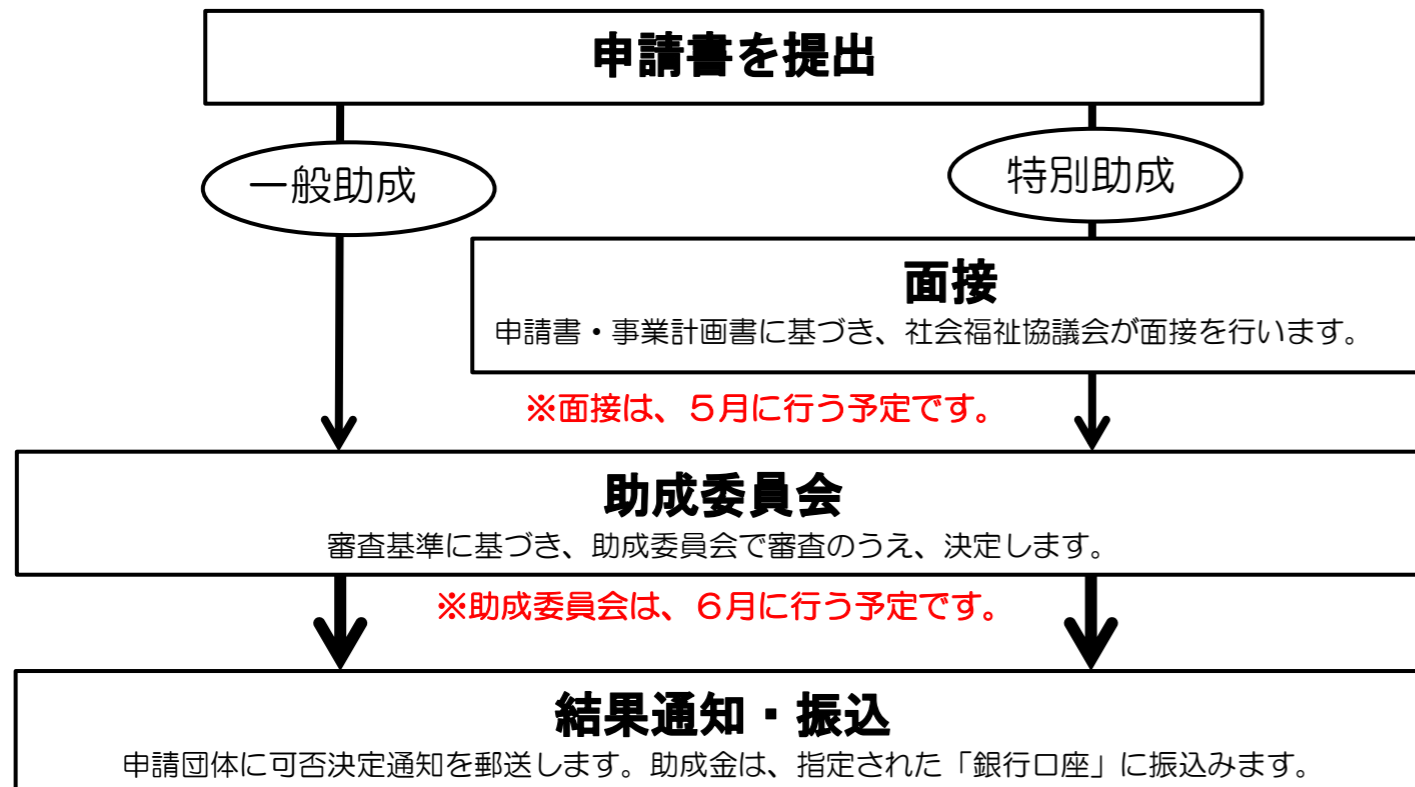 申請書を提出
一般助成
特別助成
面接
申請書・事業計画書に基づき、社会福祉協議会が面接を行います。
※面接は、５月に行う予定です。
助成委員会
審査基準に基づき、助成委員会で審査のうえ、決定します。
※助成委員会は、６月に行う予定です。
結果通知・振込
申請団体に可否決定通知を郵送します。助成金は、指定された「銀行口座」に振込みます。